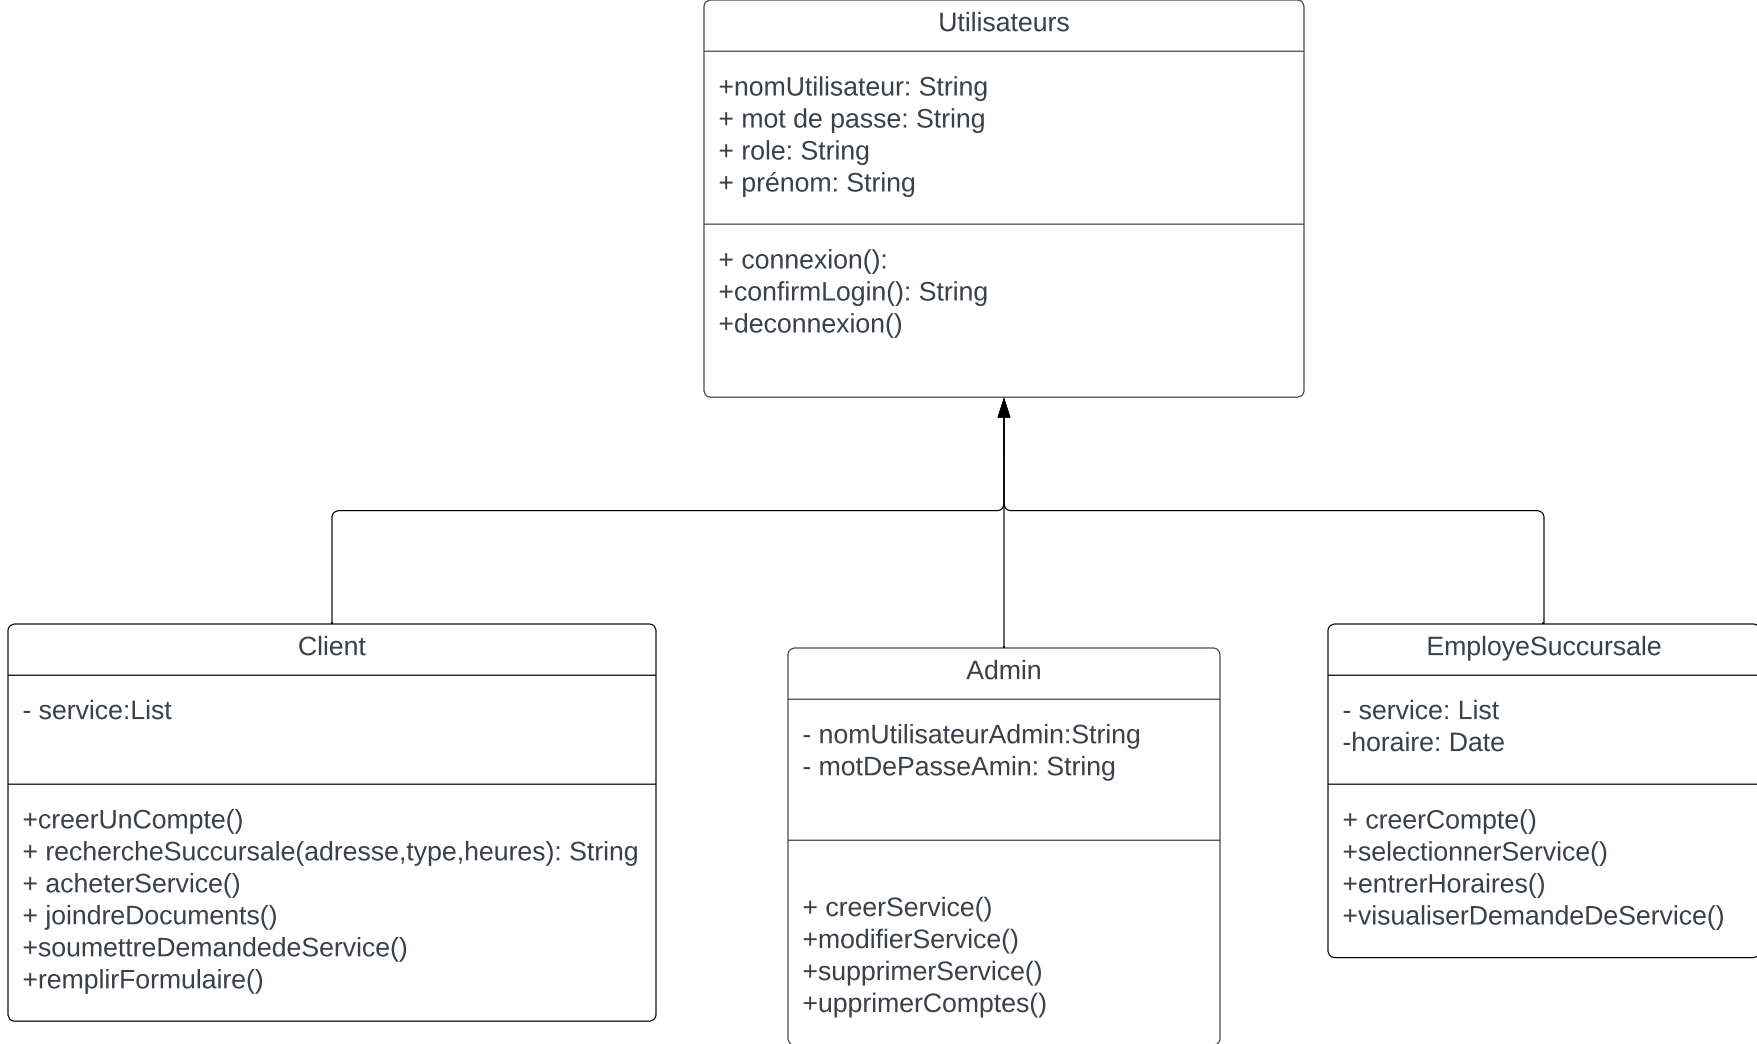 Utilisateurs
+nomUtilisateur: String
+ mot de passe: String
+ role: String
+ prénom: String
+ connexion():
+confirmLogin(): String
+deconnexion()
Client
- service:List
+creerUnCompte()
+ rechercheSuccursale(adresse,type,heures): String
+ acheterService()
+ joindreDocuments()
+soumettreDemandedeService()
+remplirFormulaire()
Admin
- nomUtilisateurAdmin:String
- motDePasseAmin: String
+ creerService()
+modifierService()
+supprimerService()
+upprimerComptes()
EmployeSuccursale
- service: List
-horaire: Date
+ creerCompte()
+selectionnerService()
+entrerHoraires()
+visualiserDemandeDeService()